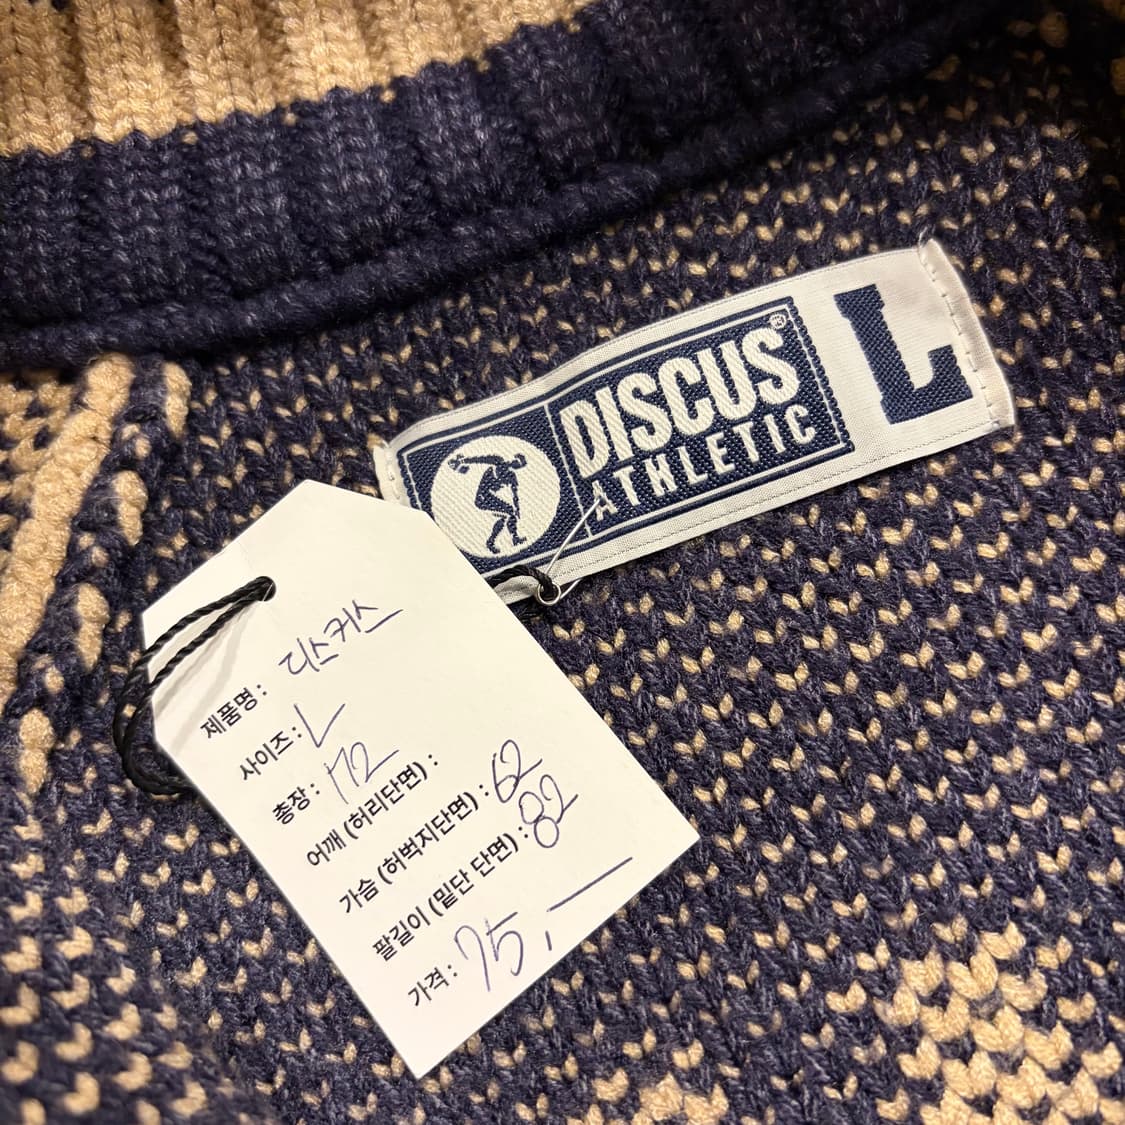 DISCUS®
ATHLETIC
L
제품명 : 디스커스
사이즈 : L
총장 : 72
어깨 (허리단면) :
가슴 (허벅지단면) : 62
팔길이 (밑단 단면) : 82
가격 : 75,-